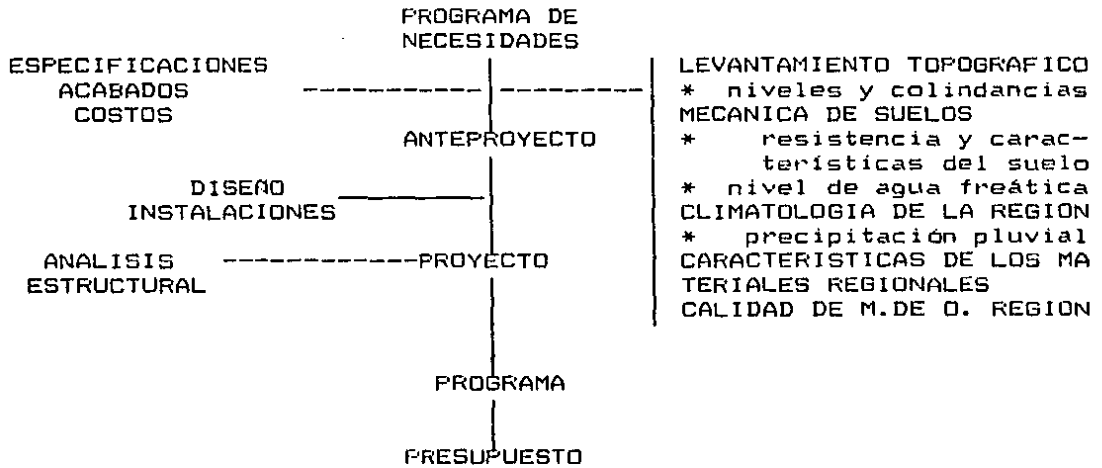 PROGRAMA DE
NECESIDADES
ESPECIFICACIONES
ACABADOS
COSTOS
LEVANTAMIENTO TOPOGRAFICO
* niveles y colindancias
MECANICA DE SUELOS
* resistencia y carac-
terísticas del suelo
* nivel de agua freática
CLIMATOLOGIA DE LA REGION
* precipitación pluvial
CARACTERISTICAS DE LOS MA
TERIALES REGIONALES
CALIDAD DE M.DE O. REGION
ANTEPROYECTO
DISEÑO
INSTALACIONES
ANALISIS
ESTRUCTURAL
PROYECTO
PROGRAMA
PRESUPUESTO